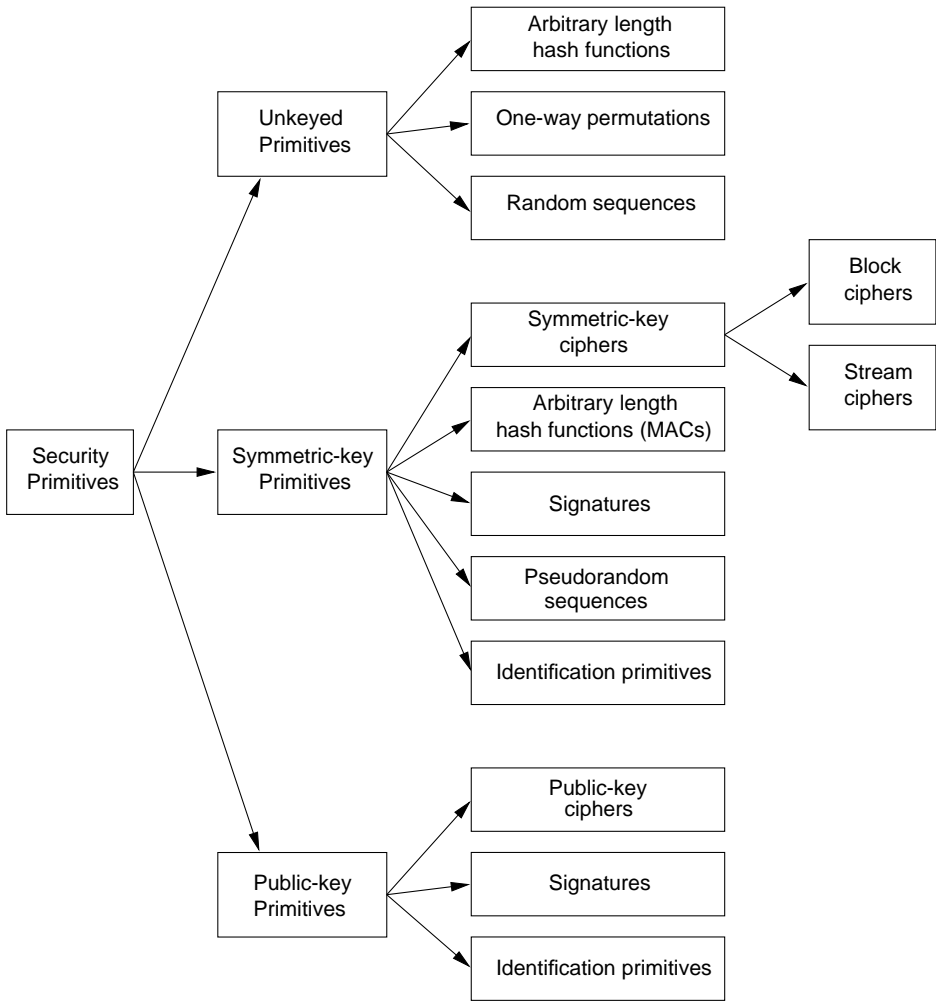 Arbitrary length
hash functions
Unkeyed
Primitives
One-way permutations
Random sequences
Block
ciphers
Symmetric-key
ciphers
Stream
ciphers
Arbitrary length
hash functions (MACs)
Security
Primitives
Symmetric-key
Primitives
Signatures
Pseudorandom
sequences
Identification primitives
Public-key
ciphers
Public-key
Primitives
Signatures
Identification primitives